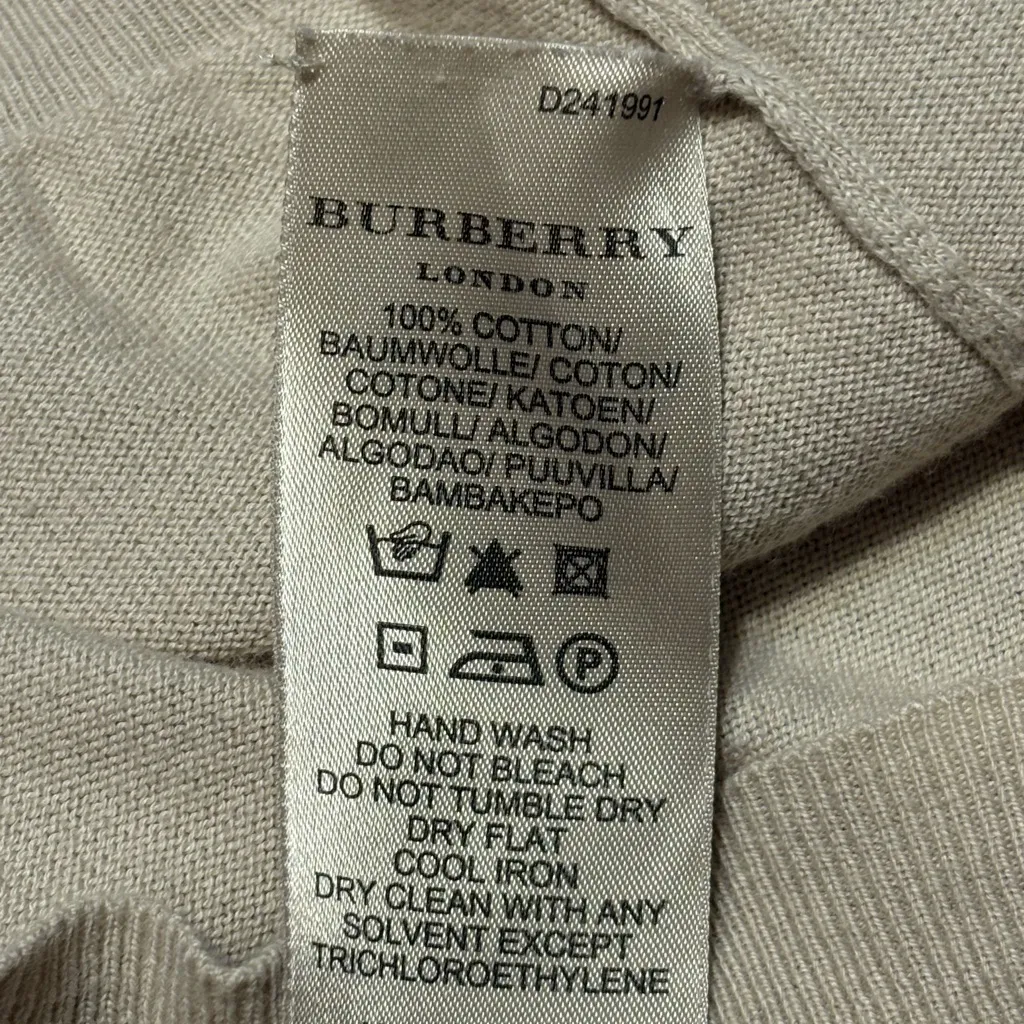 D241991
BURBERRY
LONDON
100% COTTON/
BAUMWOLLE/ COTON/
COTONE/ KATOEN/
BOMULL/ ALGODON/
ALGODAO/ PUUVILLA/
BAMBAKEPO
P
HAND WASH
DO NOT BLEACH
DO NOT TUMBLE DRY
DRY FLAT
COOL IRON
DRY CLEAN WITH ANY
SOLVENT EXCEPT
TRICHLOROETHYLENE